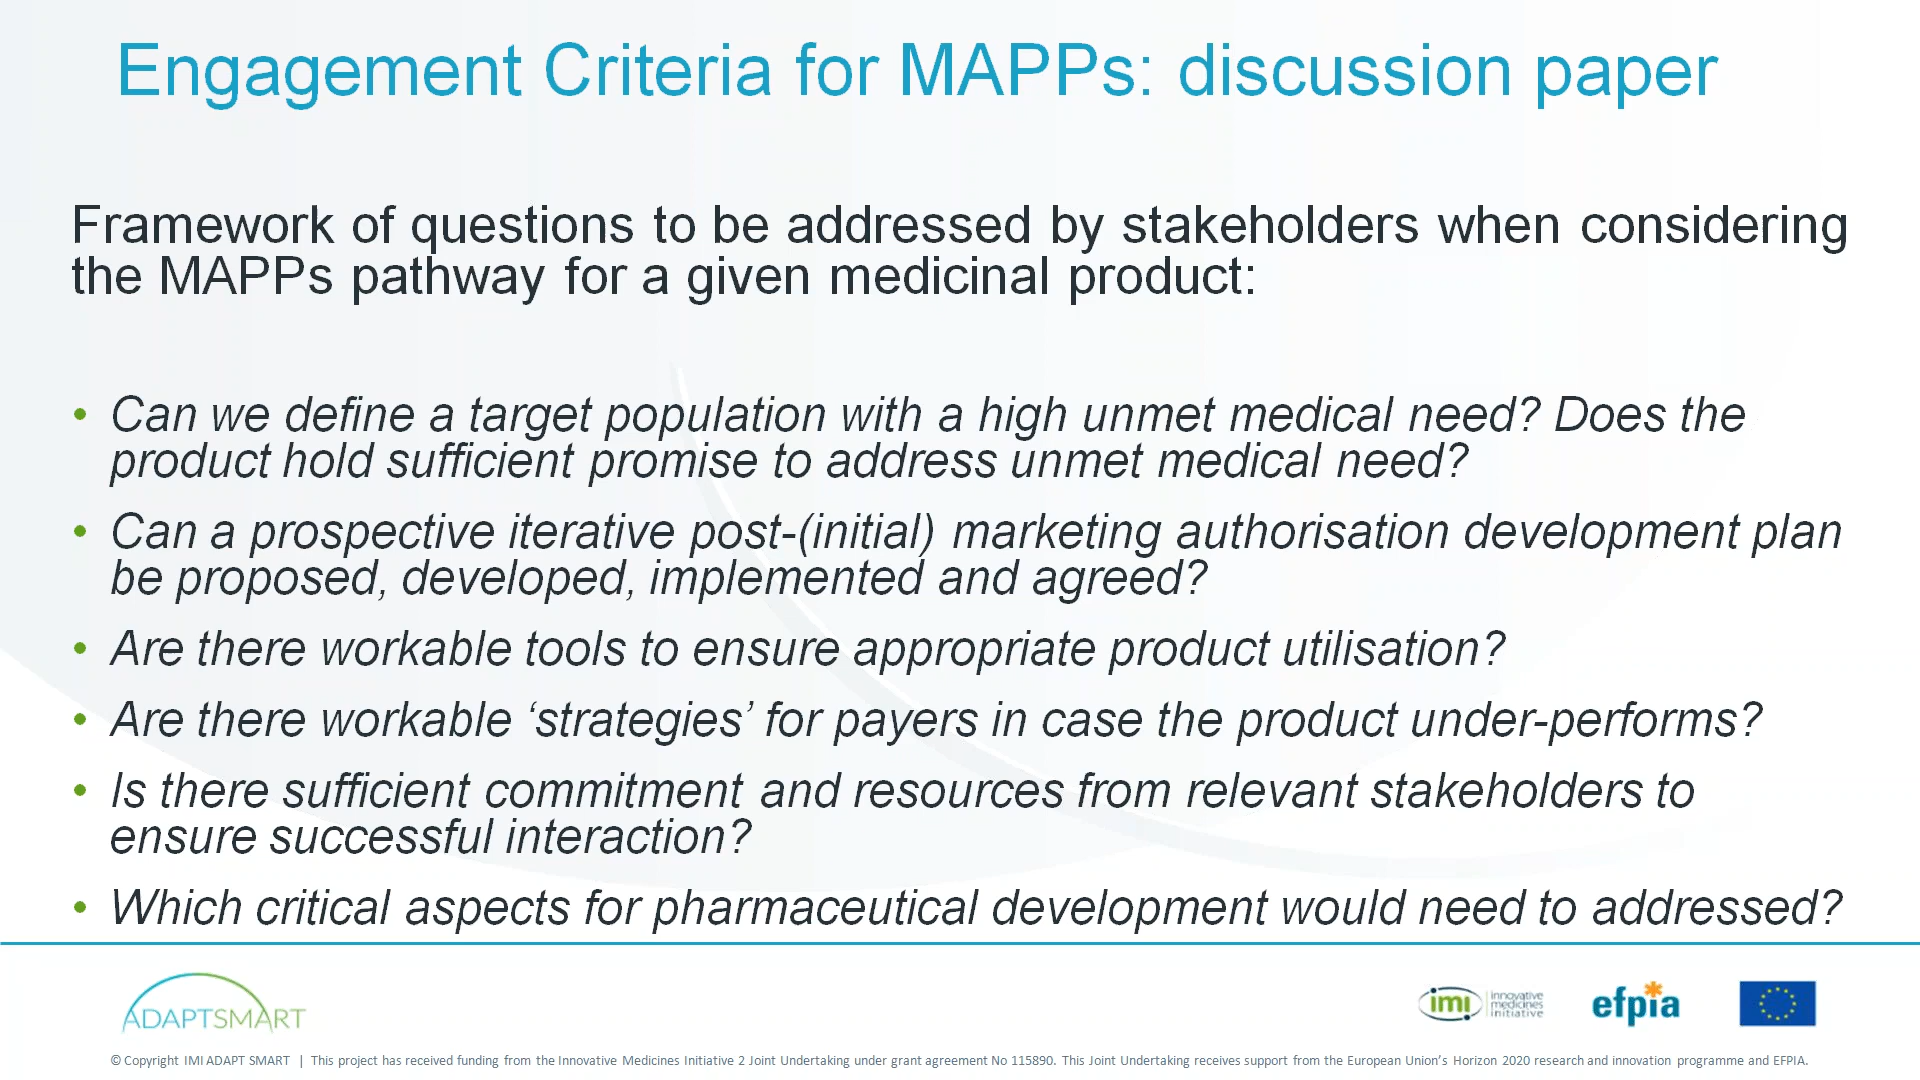 Engagement Criteria for MAPPs: discussion paper
Framework of questions to be addressed by stakeholders when considering
the MAPPs pathway for a given medicinal product:
• Can we define a target population with a high unmet medical need? Does the
product hold sufficient promise to address unmet medical need?
• Can a prospective iterative post-(initial) marketing authorisation development plan
be proposed, developed, implemented and agreed?
• Are there workable tools to ensure appropriate product utilisation?
• Are there workable ‘strategies’ for payers in case the product under-performs?
• Is there sufficient commitment and resources from relevant stakeholders to
ensure successful interaction?
• Which critical aspects for pharmaceutical development would need to addressed?
ADAPTSMART
imi
innovative
medicines
initiative
efpia
© Copyright IMI ADAPT SMART | This project has received funding from the Innovative Medicines Initiative 2 Joint Undertaking under grant agreement No 115890. This Joint Undertaking receives support from the European Union’s Horizon 2020 research and innovation programme and EFPIA.